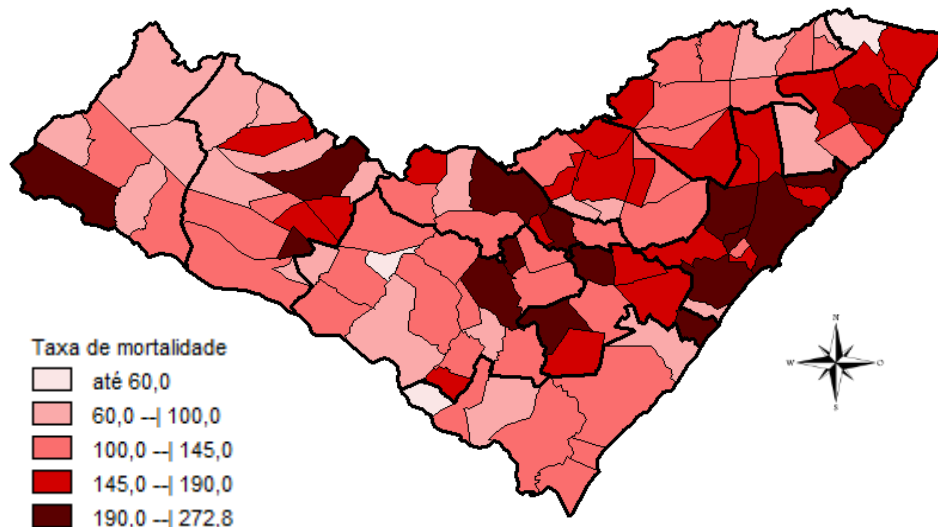 Taxa de mortalidade
até 60,0
60,0 --| 100,0
100,0 --| 145,0
145,0 --| 190,0
190,0 --| 272,8
N
W
O
S